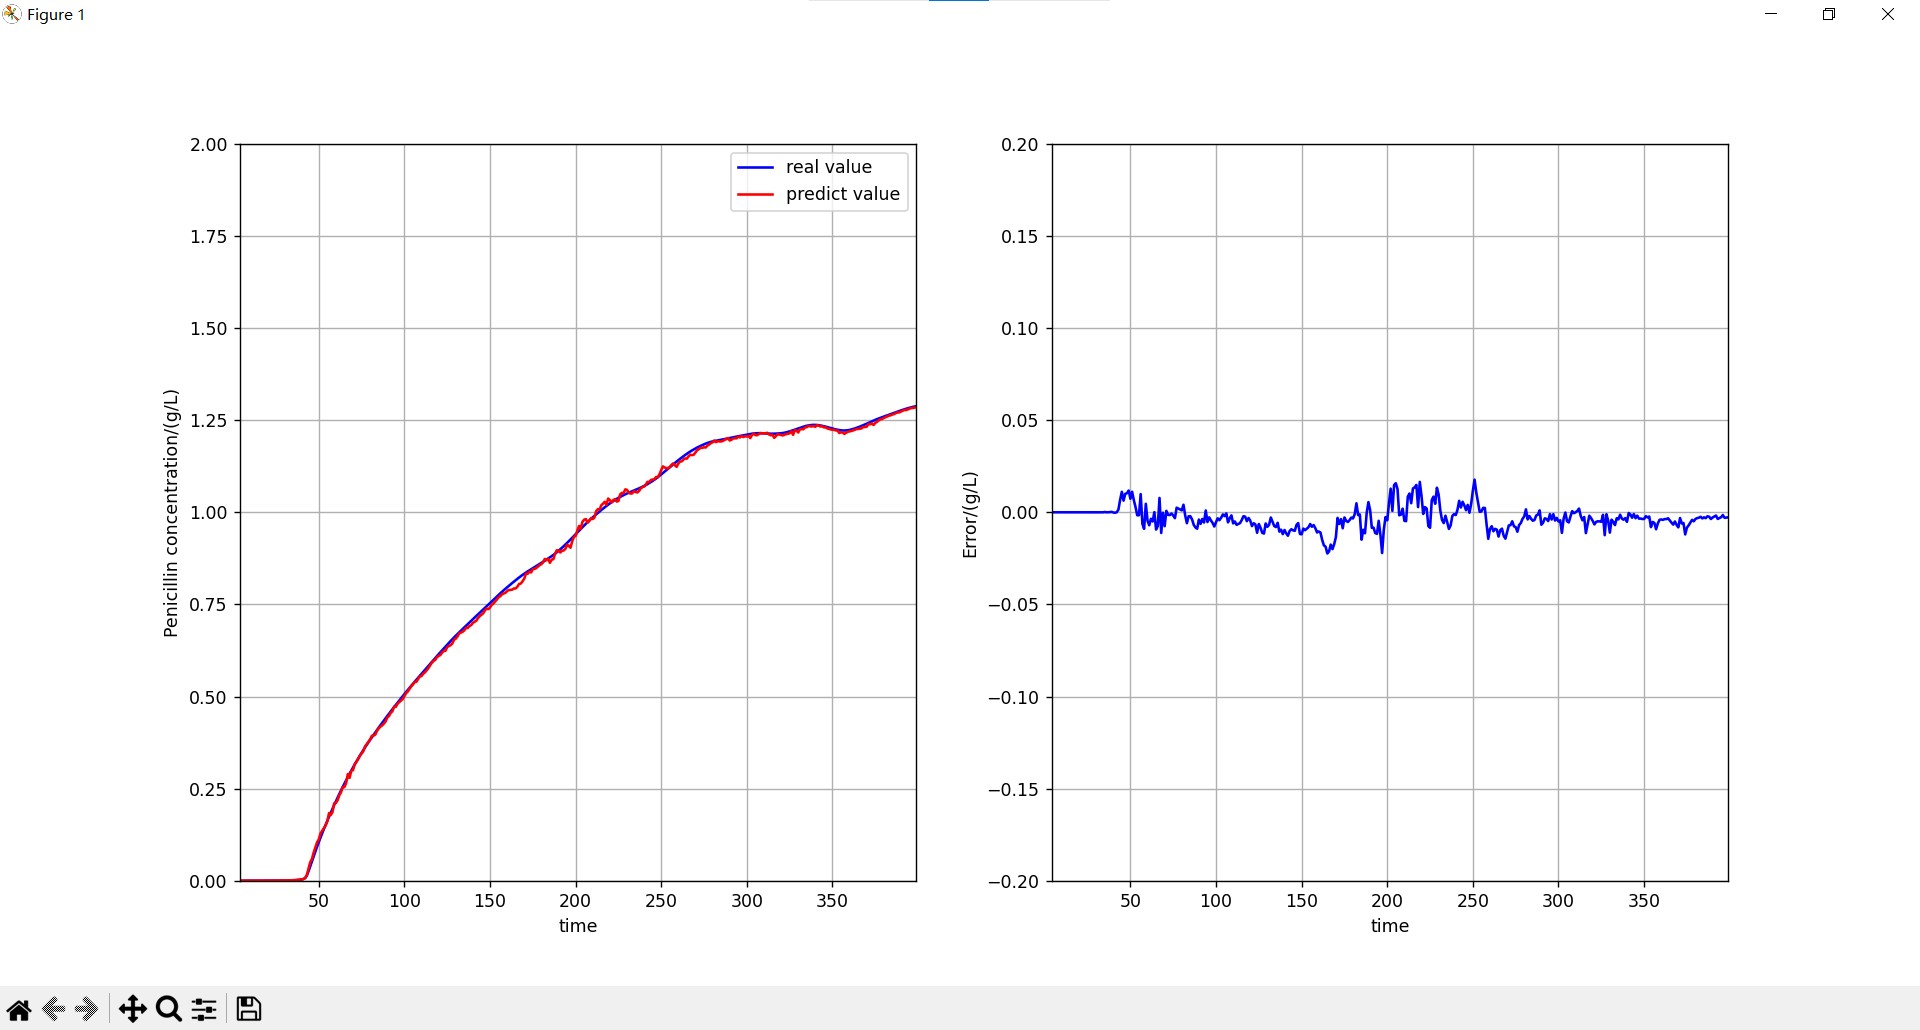 Figure 1
2.00
1.75
1.50
1.25
1.00
0.75
0.50
0.25
0.00
Penicillin concentration/(g/L)
real value
predict value
50 100 150 200 250 300 350
time
0.20
0.15
0.10
0.05
0.00
−0.05
−0.10
−0.15
−0.20
Error/(g/L)
50 100 150 200 250 300 350
time